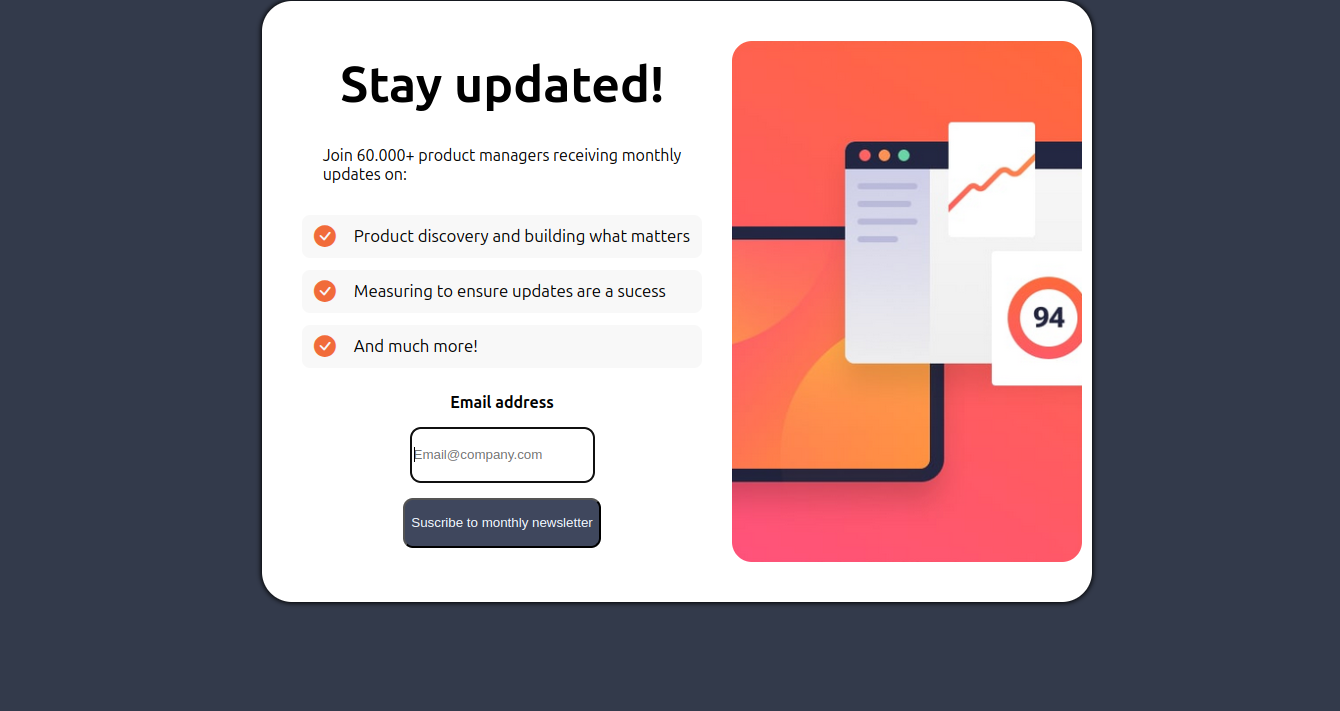 Stay updated!
Join 60.000+ product managers receiving monthly
updates on:
Product discovery and building what matters
Measuring to ensure updates are a sucess
And much more!
Email address
Email@company.com
Suscribe to monthly newsletter
94